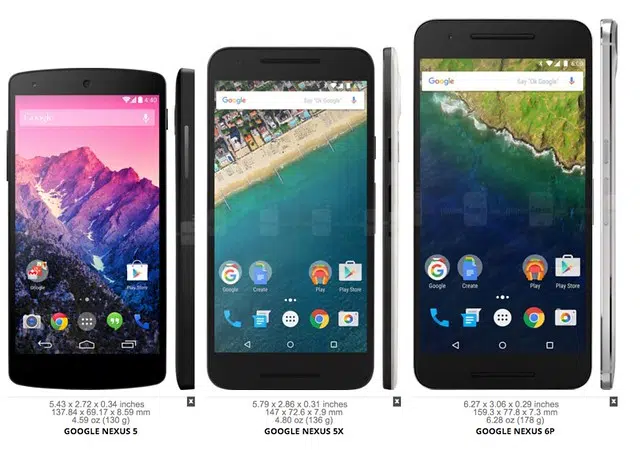 4:40
Google
Google
Play Store
Google
Say "Ok Google"
Google
Create
Play
Play Store
Google
Say "Ok Google"
Google
Create
Play
Play Store
5.43 x 2.72 x 0.34 inches
137.84 x 69.17 x 8.59 mm
4.59 oz (130 g)
GOOGLE NEXUS 5
5.79 x 2.86 x 0.31 inches
147 x 72.6 x 7.9 mm
4.80 oz (136 g)
GOOGLE NEXUS 5X
6.27 x 3.06 x 0.29 inches
159.3 x 77.8 x 7.3 mm
6.28 oz (178 g)
GOOGLE NEXUS 6P